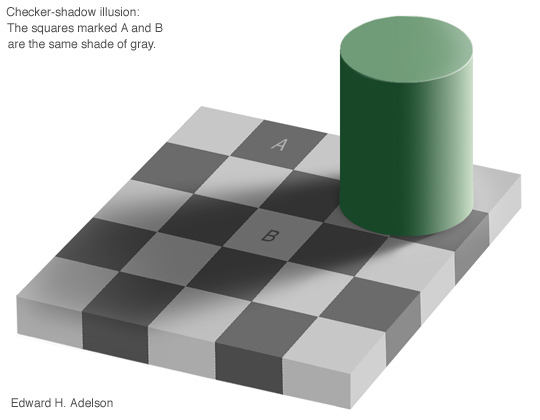 Checker-shadow illusion:
The squares marked A and B
are the same shade of gray.
A
B
Edward H. Adelson